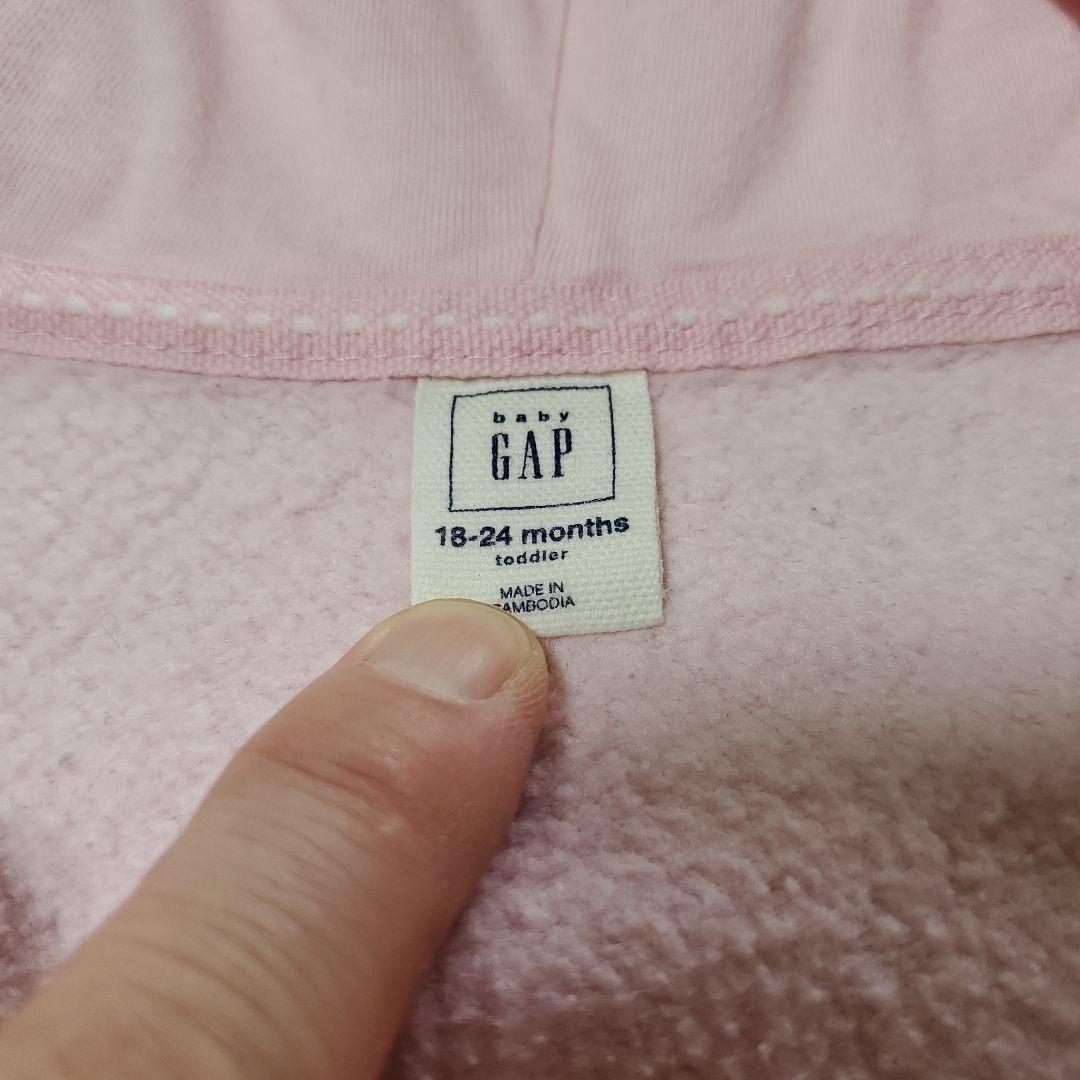 baby
GAP
18-24 months
toddler
MADE IN
CAMBODIA